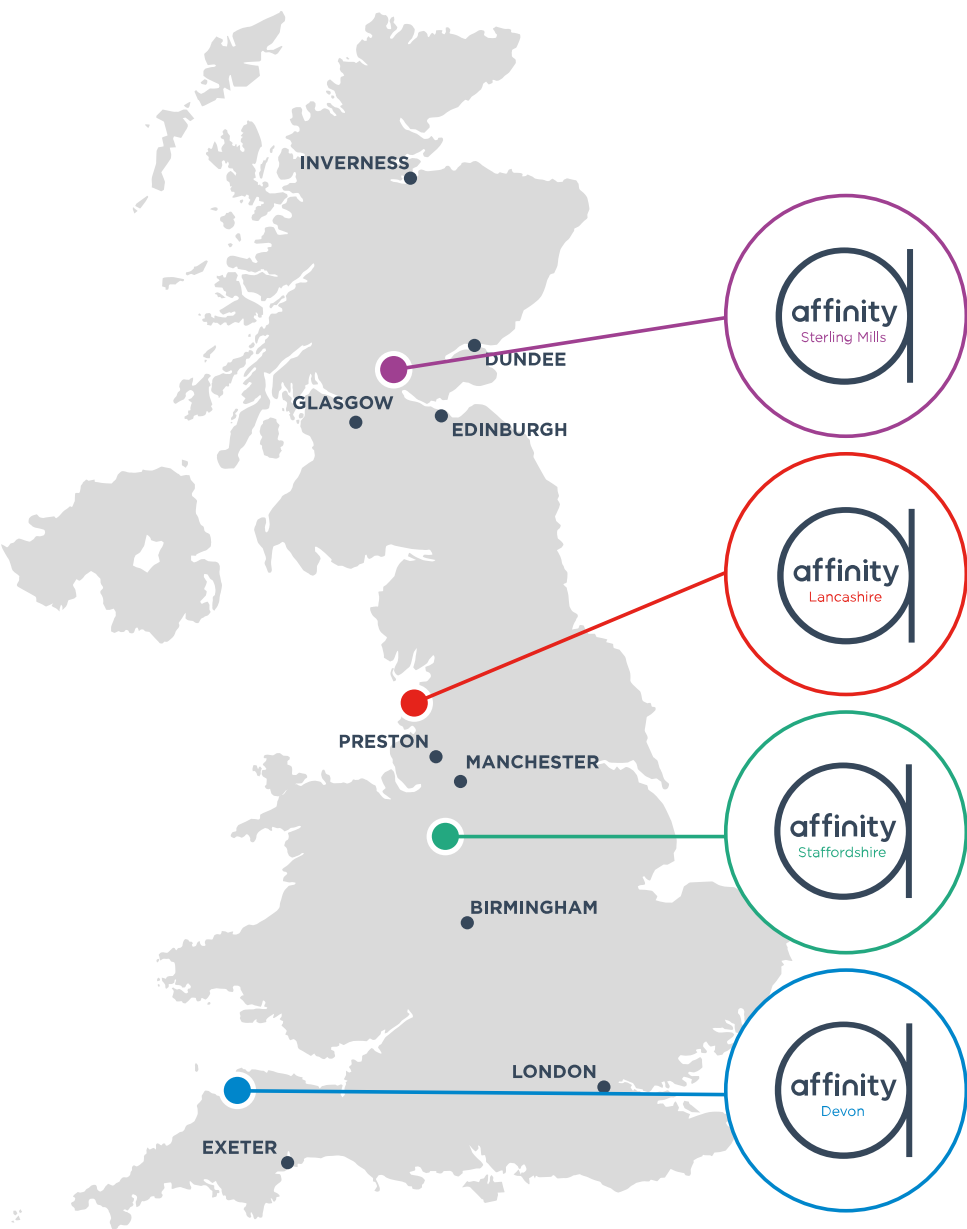 INVERNESS
affinity
Sterling Mills
DUNDEE
GLASGOW
EDINBURGH
affinity
Lancashire
PRESTON
MANCHESTER
affinity
Staffordshire
BIRMINGHAM
LONDON
affinity
Devon
EXETER